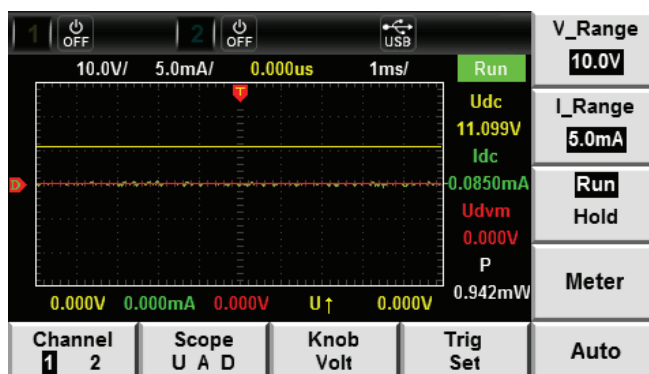 1 OFF 2 OFF USB
10.0V/ 5.0mA/ 0.000us 1ms/ Run
T
Udc
11.099V
Idc
D
-0.0850mA
Udvm
0.000V
P
0.942mW
0.000V 0.000mA 0.000V U↑ 0.000V
V_Range
10.0V
I_Range
5.0mA
Run
Hold
Meter
Auto
Channel
1 2
Scope
U A D
Knob
Volt
Trig
Set